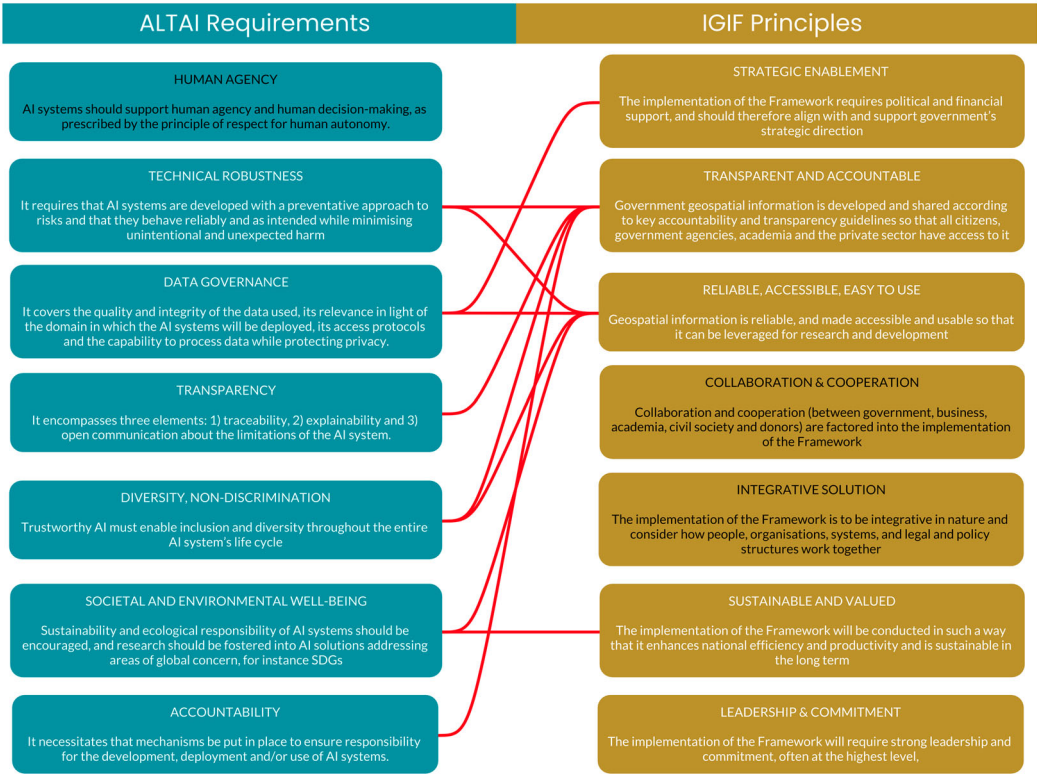 ALTAI Requirements
IGIF Principles
HUMAN AGENCY
AI systems should support human agency and human decision-making, as
prescribed by the principle of respect for human autonomy.
TECHNICAL ROBUSTNESS
It requires that AI systems are developed with a preventative approach to
risks and that they behave reliably and as intended while minimising
unintentional and unexpected harm
DATA GOVERNANCE
It covers the quality and integrity of the data used, its relevance in light of
the domain in which the AI systems will be deployed, its access protocols
and the capability to process data while protecting privacy.
TRANSPARENCY
It encompasses three elements: 1) traceability, 2) explainability and 3)
open communication about the limitations of the AI system.
DIVERSITY, NON-DISCRIMINATION
Trustworthy AI must enable inclusion and diversity throughout the entire
AI system's life cycle
SOCIETAL AND ENVIRONMENTAL WELL-BEING
Sustainability and ecological responsibility of AI systems should be
encouraged, and research should be fostered into AI solutions addressing
areas of global concern, for instance SDGs
ACCOUNTABILITY
It necessitates that mechanisms be put in place to ensure responsibility
for the development, deployment and/or use of AI systems.
STRATEGIC ENABLEMENT
The implementation of the Framework requires political and financial
support, and should therefore align with and support government's
strategic direction
TRANSPARENT AND ACCOUNTABLE
Government geospatial information is developed and shared according
to key accountability and transparency guidelines so that all citizens,
government agencies, academia and the private sector have access to it
RELIABLE, ACCESSIBLE, EASY TO USE
Geospatial information is reliable, and made accessible and usable so that
it can be leveraged for research and development
COLLABORATION & COOPERATION
Collaboration and cooperation (between government, business,
academia, civil society and donors) are factored into the implementation
of the Framework
INTEGRATIVE SOLUTION
The implementation of the Framework is to be integrative in nature and
consider how people, organisations, systems, and legal and policy
structures work together
SUSTAINABLE AND VALUED
The implementation of the Framework will be conducted in such a way
that it enhances national efficiency and productivity and is sustainable in
the long term
LEADERSHIP & COMMITMENT
The implementation of the Framework will require strong leadership and
commitment, often at the highest level.